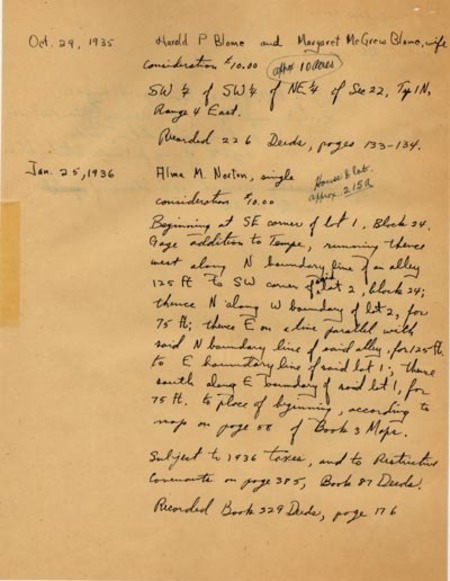 Oct. 29, 1935 Harold P Blome and Margaret McGrew Blome, wife
consideration $10.00 appx 10 acres
SW ¼ of SW ¼ of NE ¼ of Sec 22, Tp 1N,
Range 4 East.
Recorded 226 Deeds, pages 133-134.
Jan. 25, 1936 Alma M. Norton, single
House & lot.
consideration $10.00 approx .215a
Beginning at SE corner of lot 1, Block 24,
Gage addition to Tempe, running thence
west along N boundary line of an alley
125 ft to SW corner of said lot 2, block 24;
thence N along W boundary of lot 2, for
75 ft; thence E on a line parallel with
said N boundary line of said alley, for 125 ft.
to E boundary line of said lot 1; thence
south along E boundary of said lot 1, for
75 ft. to place of beginning, according to
map on page 58 of Book 3 Maps.
Subject to 1936 taxes, and to Restrictive
Covenants on page 385, Book 87 Deeds.
Recorded Book 229 Deeds, page 176